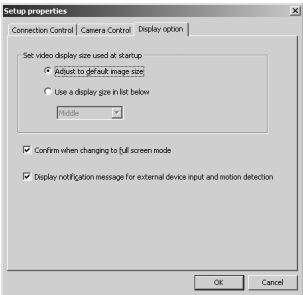 Setup properties
Connection Control
Camera Control
Display option
Set video display size used at startup
Adjust to default image size
Use a display size in list below
Middle
Confirm when changing to full screen mode
Display notification message for external device input and motion detection
OK
Cancel